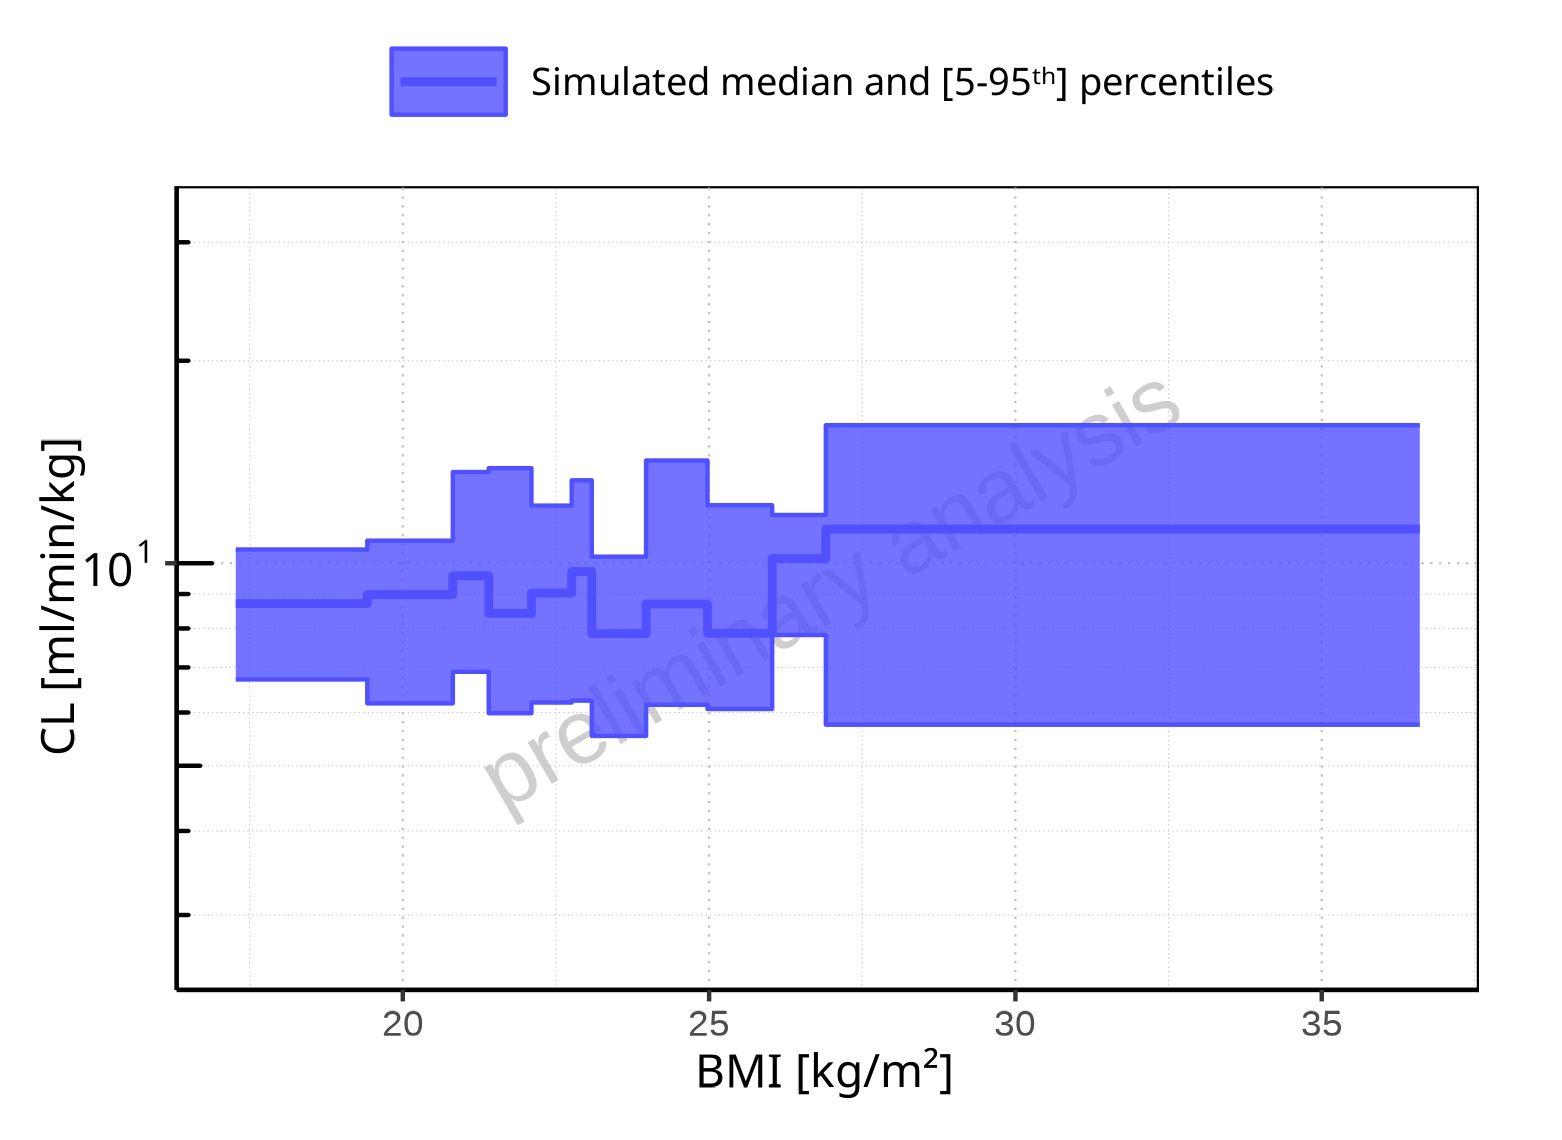 Simulated median and [5-95ᵗʰ] percentiles
CL [ml/min/kg]
10¹
preliminary analysis
20 25 30 35
BMI [kg/m²]